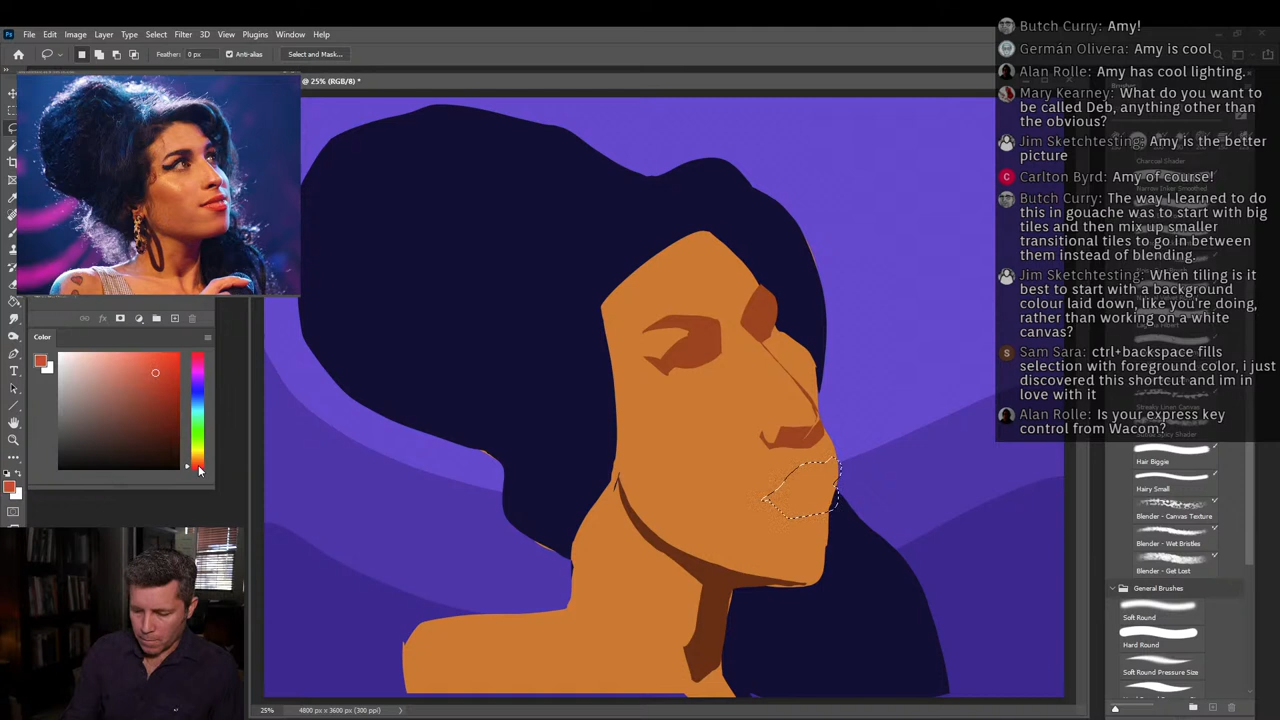 Ps File Edit Image Layer Type Select Filter 3D View Plugins Window Help
Feather: 0 px Anti-alias Select and Mask...
@ 25% (RGB/8) *
Butch Curry: Amy!
Germán Olivera: Amy is cool
Alan Rolle: Amy has cool lighting.
Mary Kearney: What do you want to
be called Deb, anything other than
the obvious?
Jim Sketchtesting: Amy is the better
picture
Carlton Byrd: Amy of course!
Butch Curry: The way I learned to do
this in gouache was to start with big
tiles and then mix up smaller
transitional tiles to go in between
them instead of blending.
Jim Sketchtesting: When tiling is it
best to start with a background
colour laid down, like you're doing,
rather than working on a white
canvas?
Sam Sara: ctrl+backspace fills
selection with foreground color, i just
discovered this shortcut and im in
love with it
Alan Rolle: Is your express key
control from Wacom?
Charcoal Shader
Narrow Inker Smoothed
Streaky Linen Canvas
Color
Hair Biggie
Hairy Small
Blender - Canvas Texture
Blender - Wet Bristles
Blender - Get Lost
General Brushes
Soft Round
Hard Round
Soft Round Pressure Size
25% 4800 px x 3600 px (300 ppi)